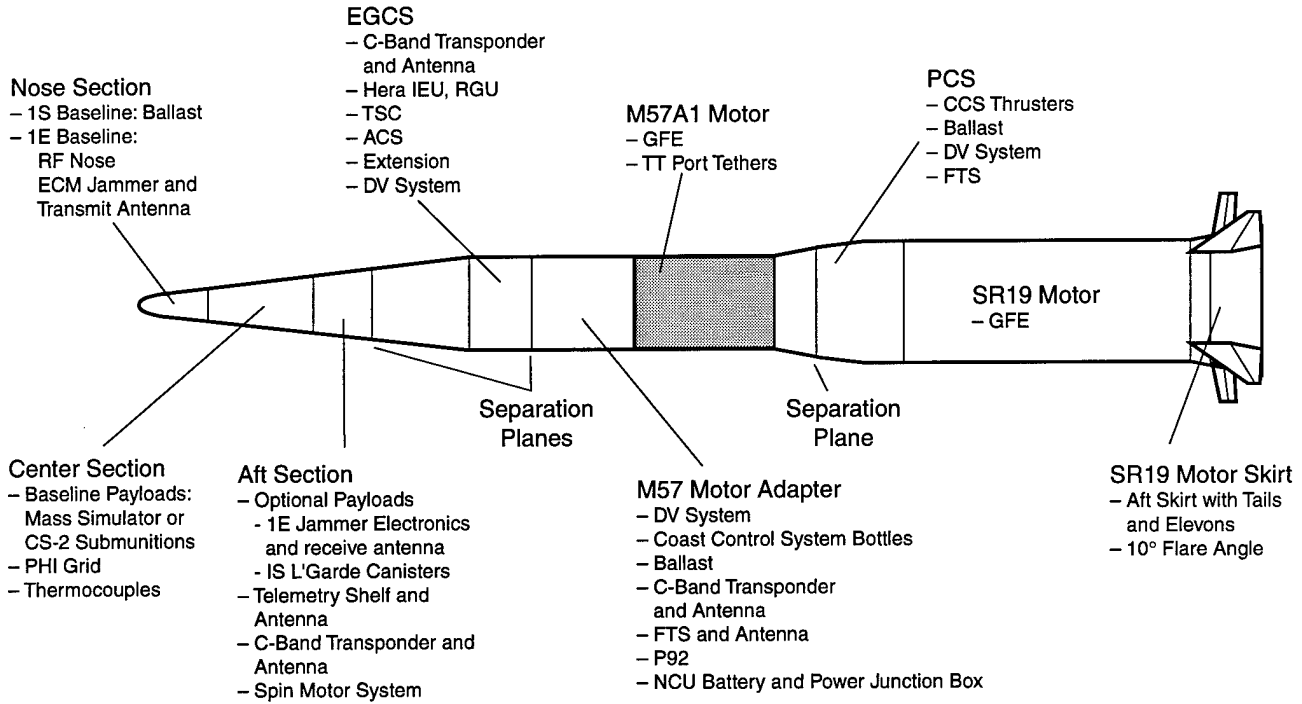 EGCS
– C-Band Transponder
and Antenna
– Hera IEU, RGU
– TSC
– ACS
– Extension
– DV System
Nose Section
– 1S Baseline: Ballast
– 1E Baseline:
RF Nose
ECM Jammer and
Transmit Antenna
M57A1 Motor
– GFE
– TT Port Tethers
PCS
– CCS Thrusters
– Ballast
– DV System
– FTS
SR19 Motor
– GFE
Separation
Planes
Separation
Plane
Center Section
– Baseline Payloads:
Mass Simulator or
CS-2 Submunitions
– PHI Grid
– Thermocouples
Aft Section
– Optional Payloads
- 1E Jammer Electronics
and receive antenna
- IS L'Garde Canisters
– Telemetry Shelf and
Antenna
– C-Band Transponder and
Antenna
– Spin Motor System
M57 Motor Adapter
– DV System
– Coast Control System Bottles
– Ballast
– C-Band Transponder
and Antenna
– FTS and Antenna
– P92
– NCU Battery and Power Junction Box
SR19 Motor Skirt
– Aft Skirt with Tails
and Elevons
– 10° Flare Angle